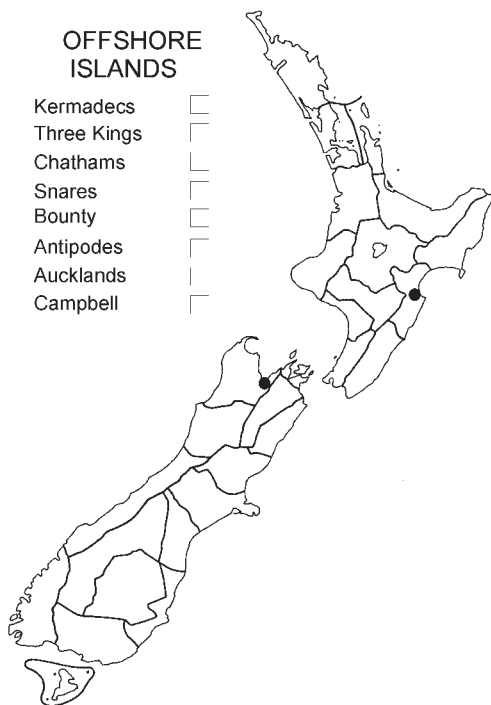 OFFSHORE
ISLANDS
Kermadecs
Three Kings
Chathams
Snares
Bounty
Antipodes
Aucklands
Campbell